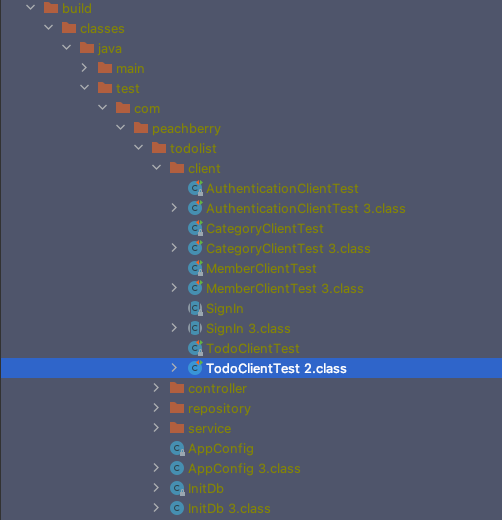 build
classes
java
main
test
com
peachberry
todolist
client
AuthenticationClientTest
AuthenticationClientTest 3.class
CategoryClientTest
CategoryClientTest 3.class
MemberClientTest
MemberClientTest 3.class
SignIn
SignIn 3.class
TodoClientTest
TodoClientTest 2.class
controller
repository
service
AppConfig
AppConfig 3.class
InitDb
InitDb 3.class